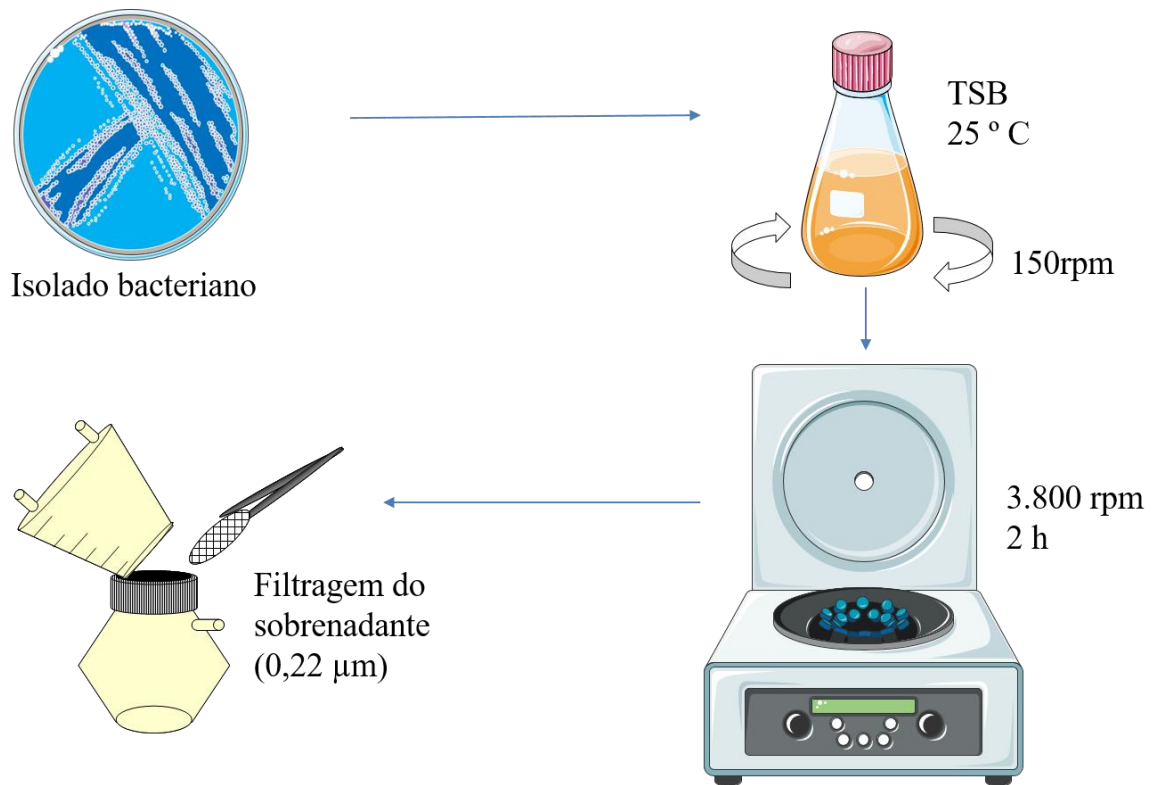 Isolado bacteriano
TSB
25 º C
150rpm
3.800 rpm
2 h
Filtragem do
sobrenadante
(0,22 µm)